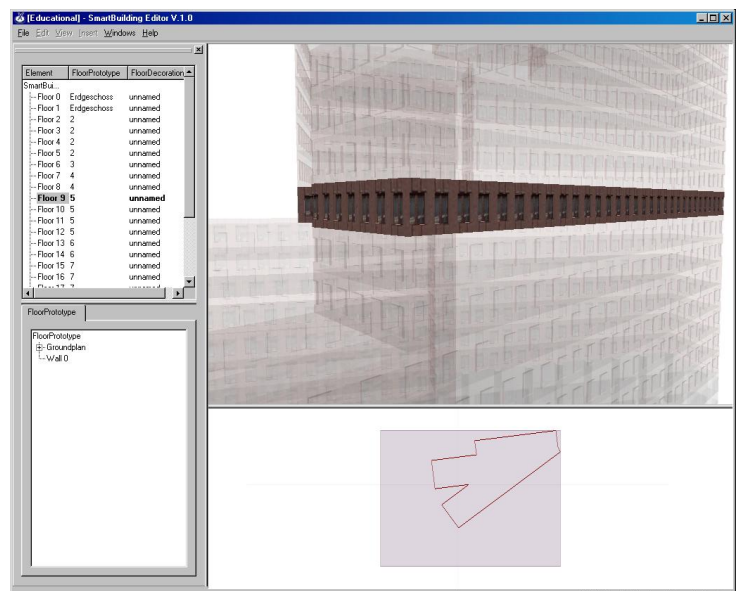 [Educational] - SmartBuilding Editor V.1.0
File Edit View Insert Windows Help
Element FloorPrototype FloorDecoration
SmartBui...
Floor 0 Erdgeschoss unnamed
Floor 1 Erdgeschoss unnamed
Floor 2 2 unnamed
Floor 3 2 unnamed
Floor 4 2 unnamed
Floor 5 2 unnamed
Floor 6 3 unnamed
Floor 7 4 unnamed
Floor 8 4 unnamed
Floor 9 5 unnamed
Floor 10 5 unnamed
Floor 11 5 unnamed
Floor 12 5 unnamed
Floor 13 6 unnamed
Floor 14 6 unnamed
Floor 15 7 unnamed
Floor 16 7 unnamed
Floor 17 7 unnamed
FloorPrototype
FloorPrototype
Groundplan
Wall 0